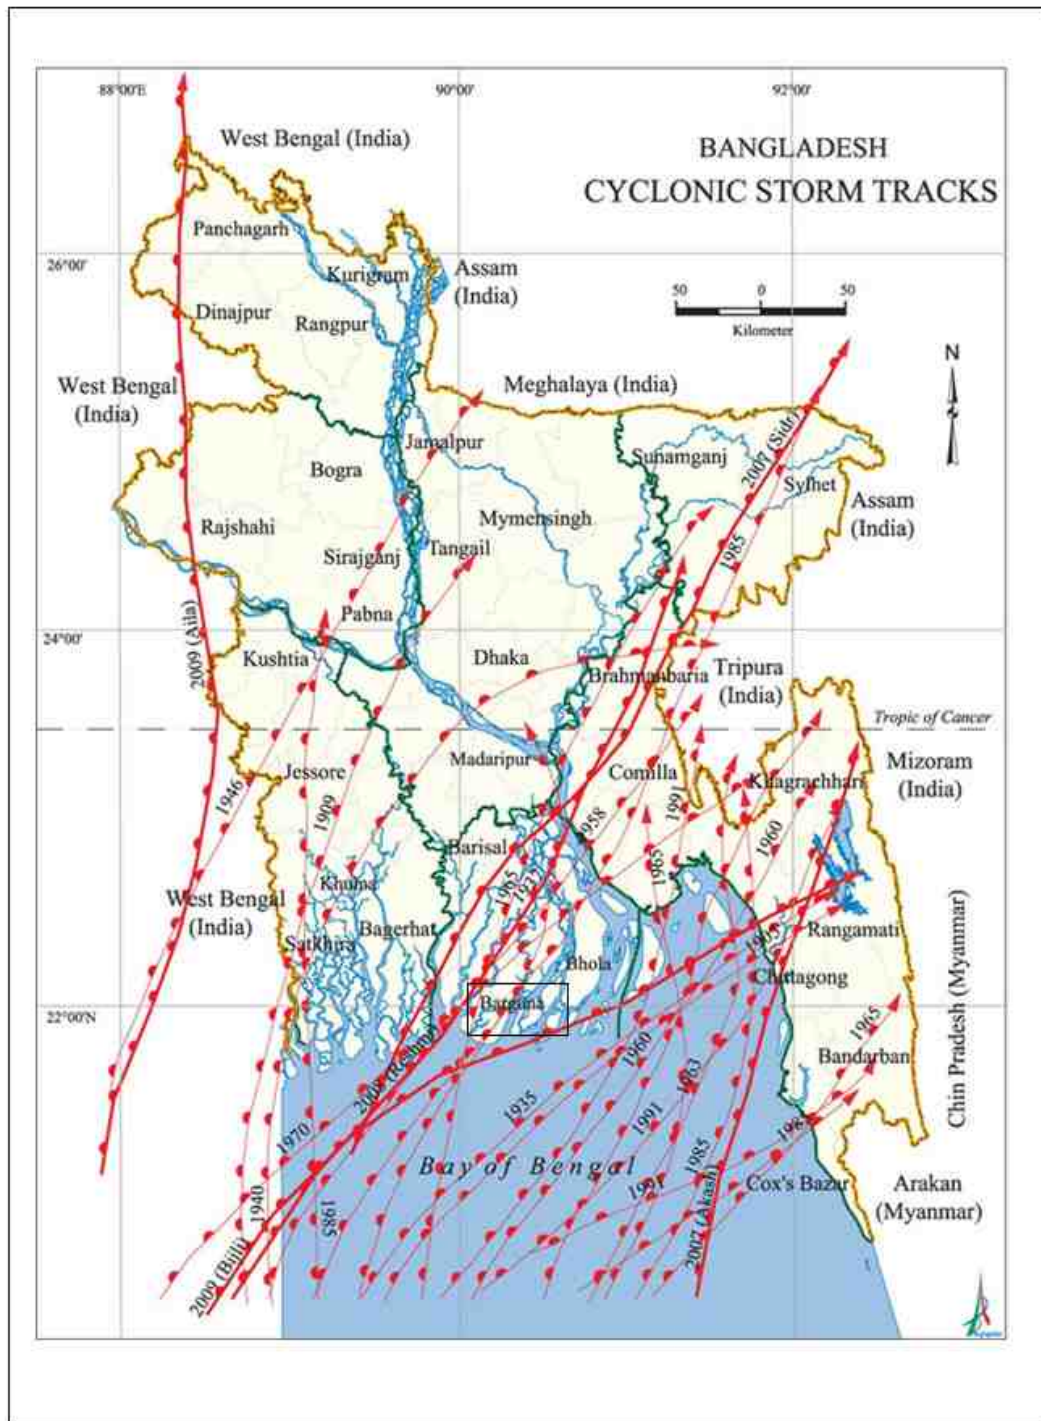 88°00'E
90°00'
92°00'
West Bengal (India)
BANGLADESH
CYCLONIC STORM TRACKS
Panchagarh
26°00'
Kurigram
Assam
(India)
50 0 50
Kilometer
Dinajpur
Rangpur
N
West Bengal
(India)
Meghalaya (India)
Jamalpur
Sunamganj
2007 (Sidr)
Bogra
Sylhet
Rajshahi
Mymensingh
Assam
(India)
Sirajganj
Tangail
1985
Pabna
24°00'
2009 (Aila)
Kushtia
Dhaka
Brahmanbaria
Tripura
(India)
Tropic of Cancer
Madaripur
Jessore
Comilla
Khagrachhari
Mizoram
(India)
1946
1909
1991
1958
1960
Barisal
1965
1965
Khulna
West Bengal
(India)
Bagerhat
Rangamati
Satkhira
Bhola
Chittagong
Chin Pradesh (Myanmar)
22°00'N
Barguna
1965
1960
Bandarban
1963
1935
1991
1970
Bay of Bengal
1985
1991
Cox's Bazar
Arakan
(Myanmar)
1940
1985
2007 (Akash)
2009 (Bijli)